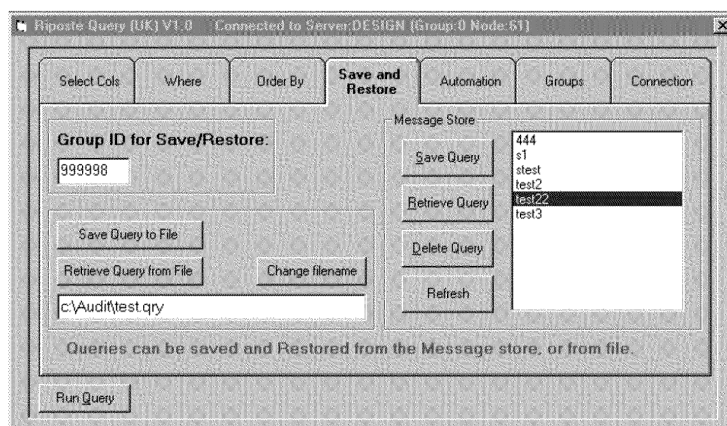 Riposte Query (UK) V1.0 Connected to Server:DESIGN (Group:0 Node:61)
Select Cols
Where
Order By
Save and
Restore
Automation
Groups
Connection
Group ID for Save/Restore:
999998
Save Query to File
Retrieve Query from File
Change filename
c:\Audit\test.qry
Message Store
Save Query
Retrieve Query
Delete Query
Refresh
444
s1
stest
test2
test22
test3
Queries can be saved and Restored from the Message store, or from file.
Run Query